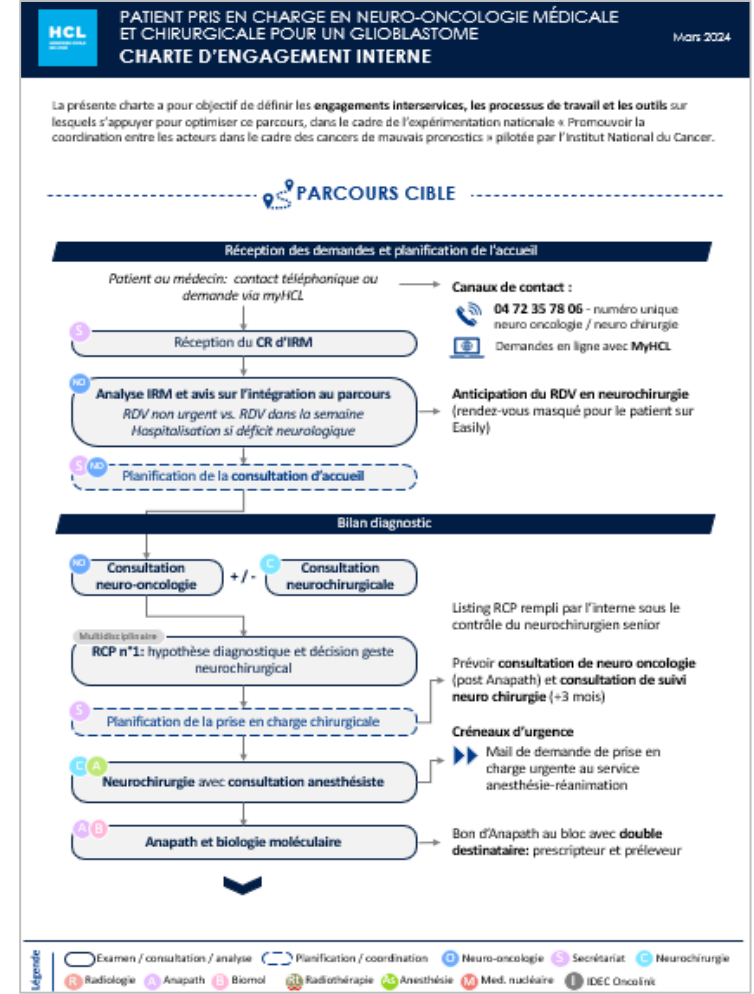 HCL
PATIENT PRIS EN CHARGE EN NEURO-ONCOLOGIE MÉDICALE
ET CHIRURGICALE POUR UN GLIOBLASTOME
CHARTE D'ENGAGEMENT INTERNE
Mars 2024
La présente charte a pour objectif de définir les engagements interservices, les processus de travail et les outils sur
lesquels s'appuyer pour optimiser ce parcours, dans le cadre de l'expérimentation nationale « Promouvoir la
coordination entre les acteurs dans le cadre des cancers de mauvais pronostics » pilotée par l'Institut National du Cancer.
PARCOURS CIBLE
Réception des demandes et planification de l'accueil
Patient ou médecin: contact téléphonique ou
demande via myHCL
Canaux de contact :
04 72 35 78 06 - numéro unique
neuro oncologie / neuro chirurgie
Demandes en ligne avec MyHCL
S
Réception du CR d'IRM
NO
Analyse IRM et avis sur l'intégration au parcours
RDV non urgent vs. RDV dans la semaine
Hospitalisation si déficit neurologique
Anticipation du RDV en neurochirurgie
(rendez-vous masqué pour le patient sur
Easily)
S NO
Planification de la consultation d'accueil
Bilan diagnostic
NO
Consultation
neuro-oncologie
+ / -
C
Consultation
neurochirurgicale
Listing RCP rempli par l'interne sous le
contrôle du neurochirurgien senior
Multidisciplinaire
RCP n°1: hypothèse diagnostique et décision geste
neurochirurgical
Prévoir consultation de neuro oncologie
(post Anapath) et consultation de suivi
neuro chirurgie (+3 mois)
S
Planification de la prise en charge chirurgicale
Créneaux d'urgence
Mail de demande de prise en
charge urgente au service
anesthésie-réanimation
C A
Neurochirurgie avec consultation anesthésiste
A B
Anapath et biologie moléculaire
Bon d'Anapath au bloc avec double
destinataire: prescripteur et préleveur
Légende
Examen / consultation / analyse
Planification / coordination
O Neuro-oncologie
S Secrétariat
C Neurochirurgie
R Radiologie
A Anapath
B Biomol
Radiothérapie
Anesthésie
M Med. nucléaire
I IDEC Oncolink